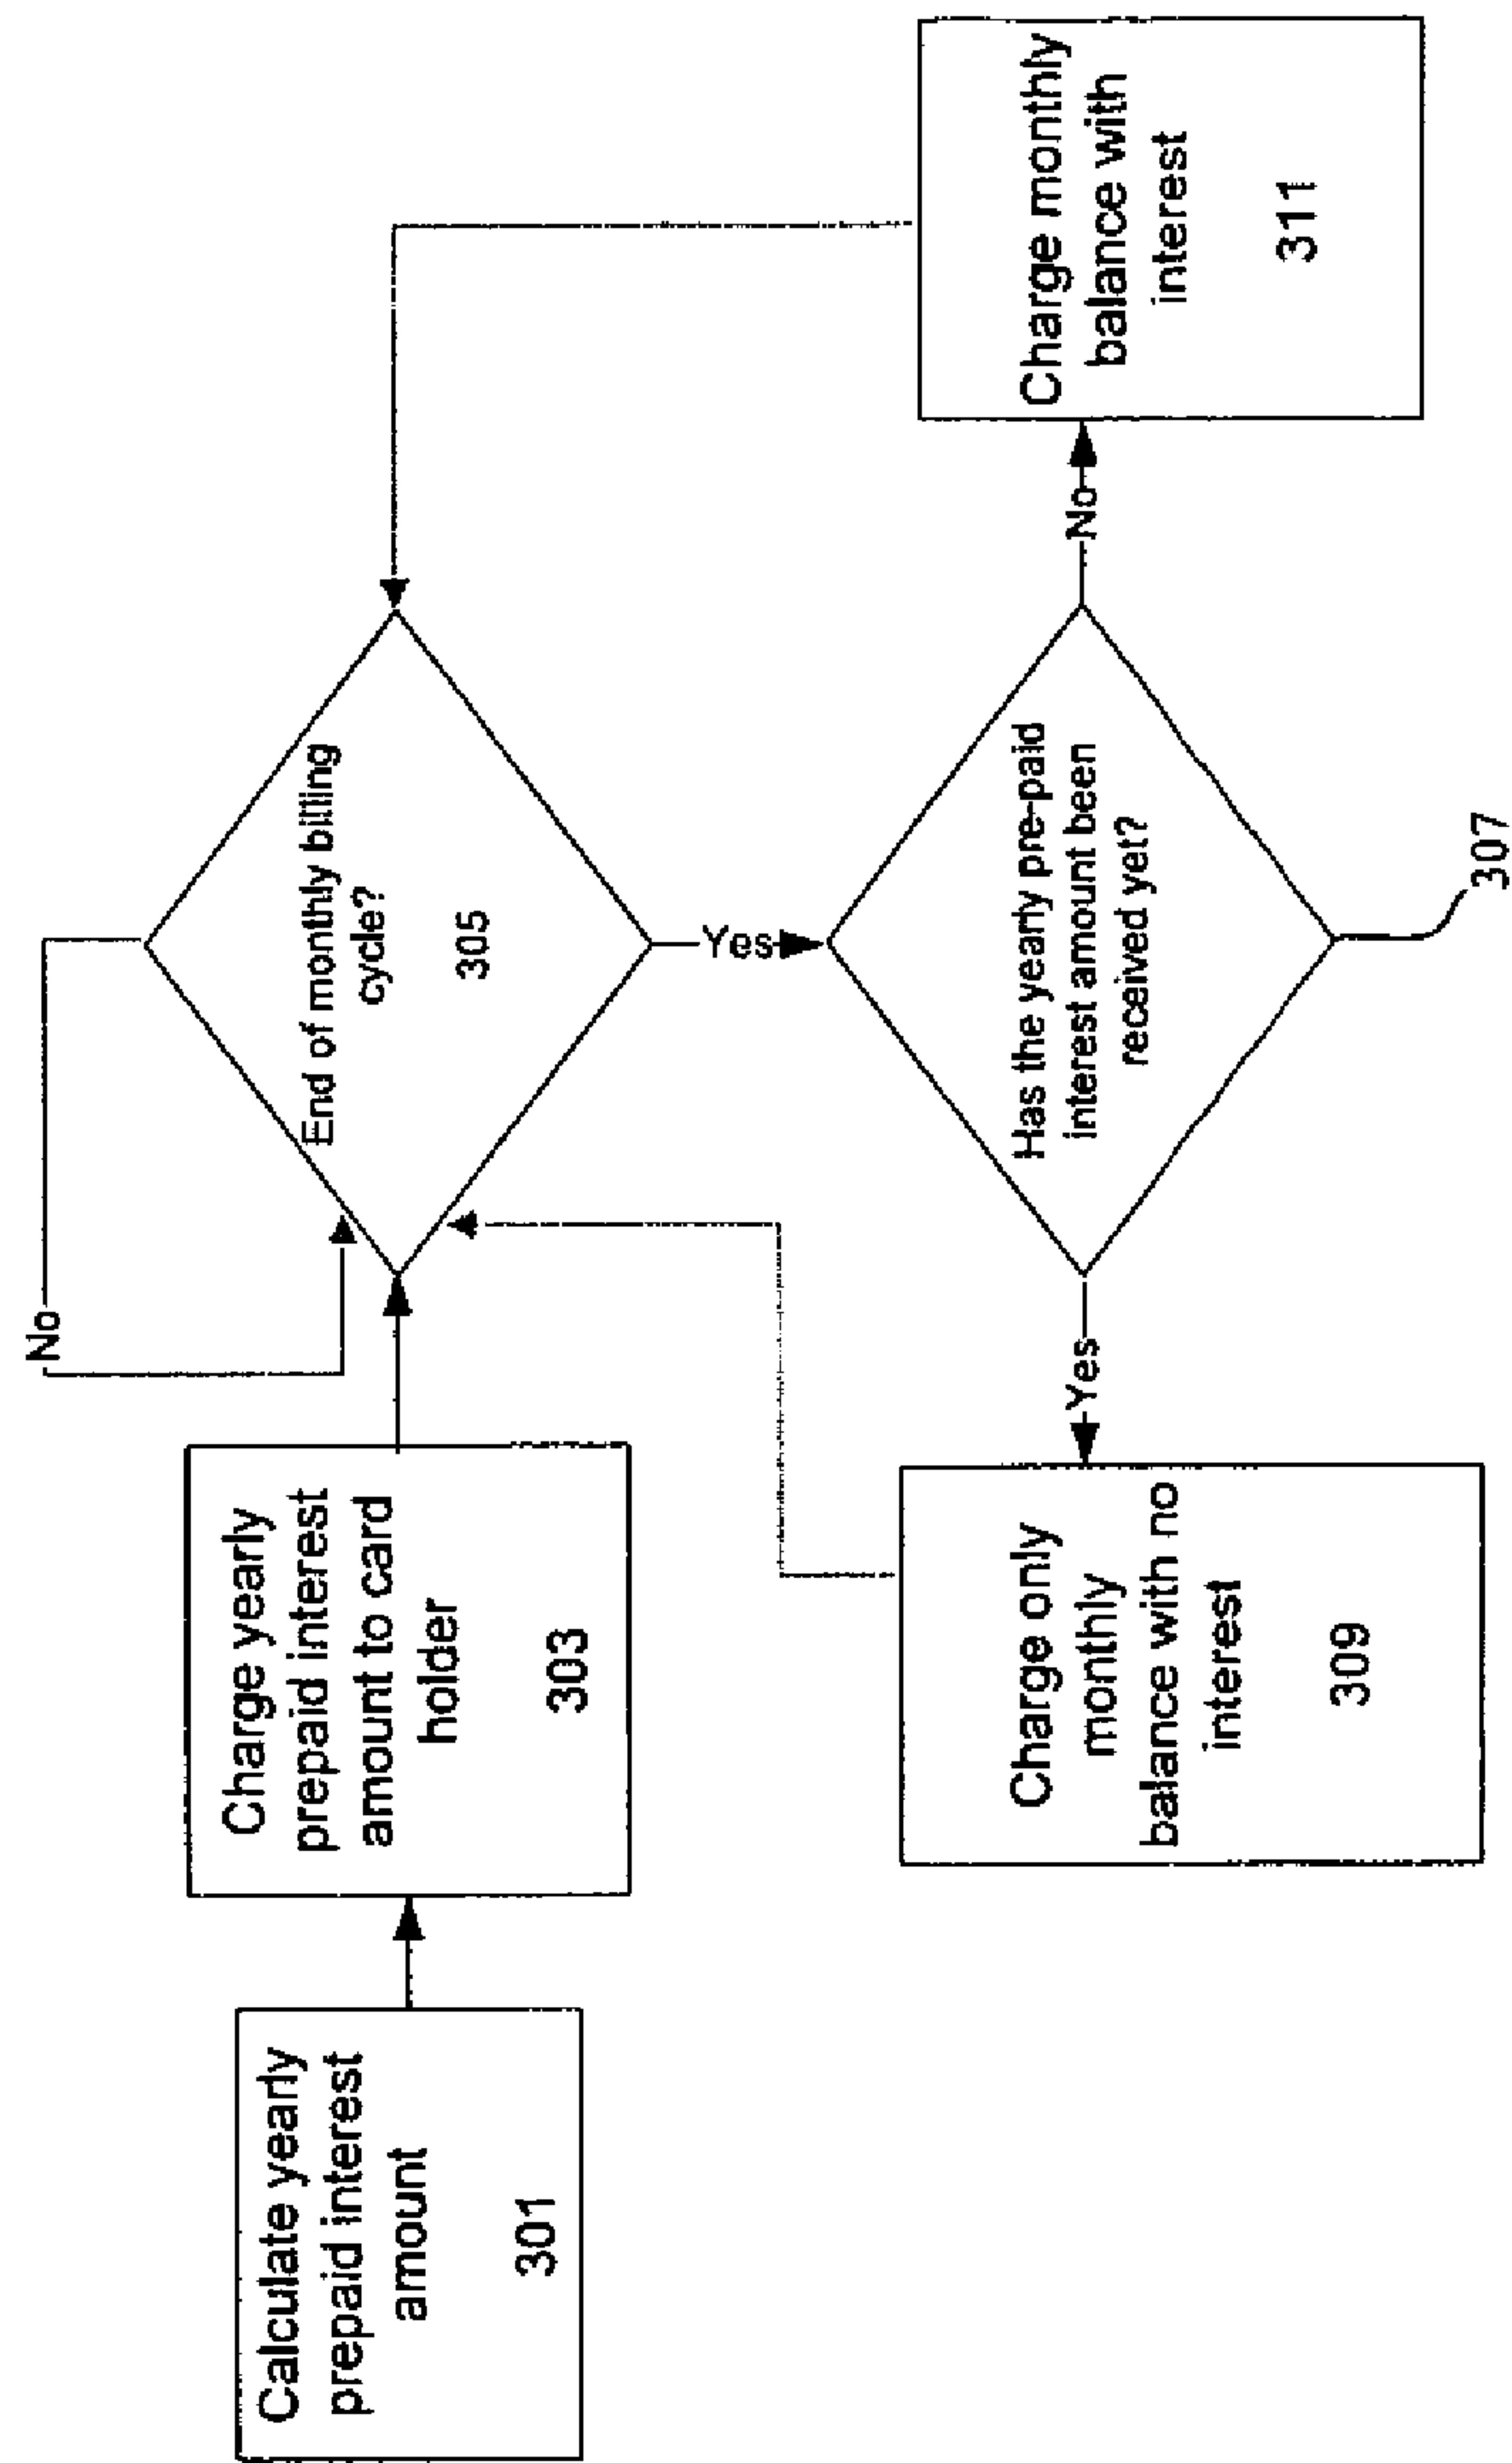 Calculate yearly
prepaid interest
amount
301
Charge yearly
prepaid interest
amount to card
holder
303
No
End of monthly billing
cycle?
305
Yes
Has the yearly pre-paid
interest amount been
received yet?
307
Yes
Charge only
monthly
balance with no
interest
309
No
Charge monthly
balance with
interest
311